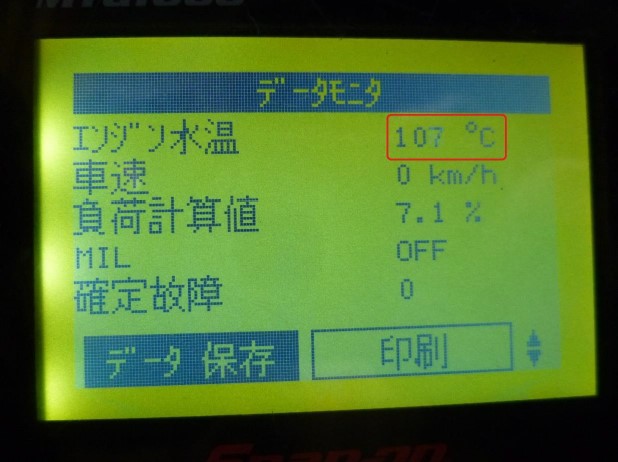 データモニタ
エンジン水温 107 °C
車速 0 km/h
負荷計算値 7.1 %
MIL OFF
確定故障 0
データ 保存 印刷
Snap-on